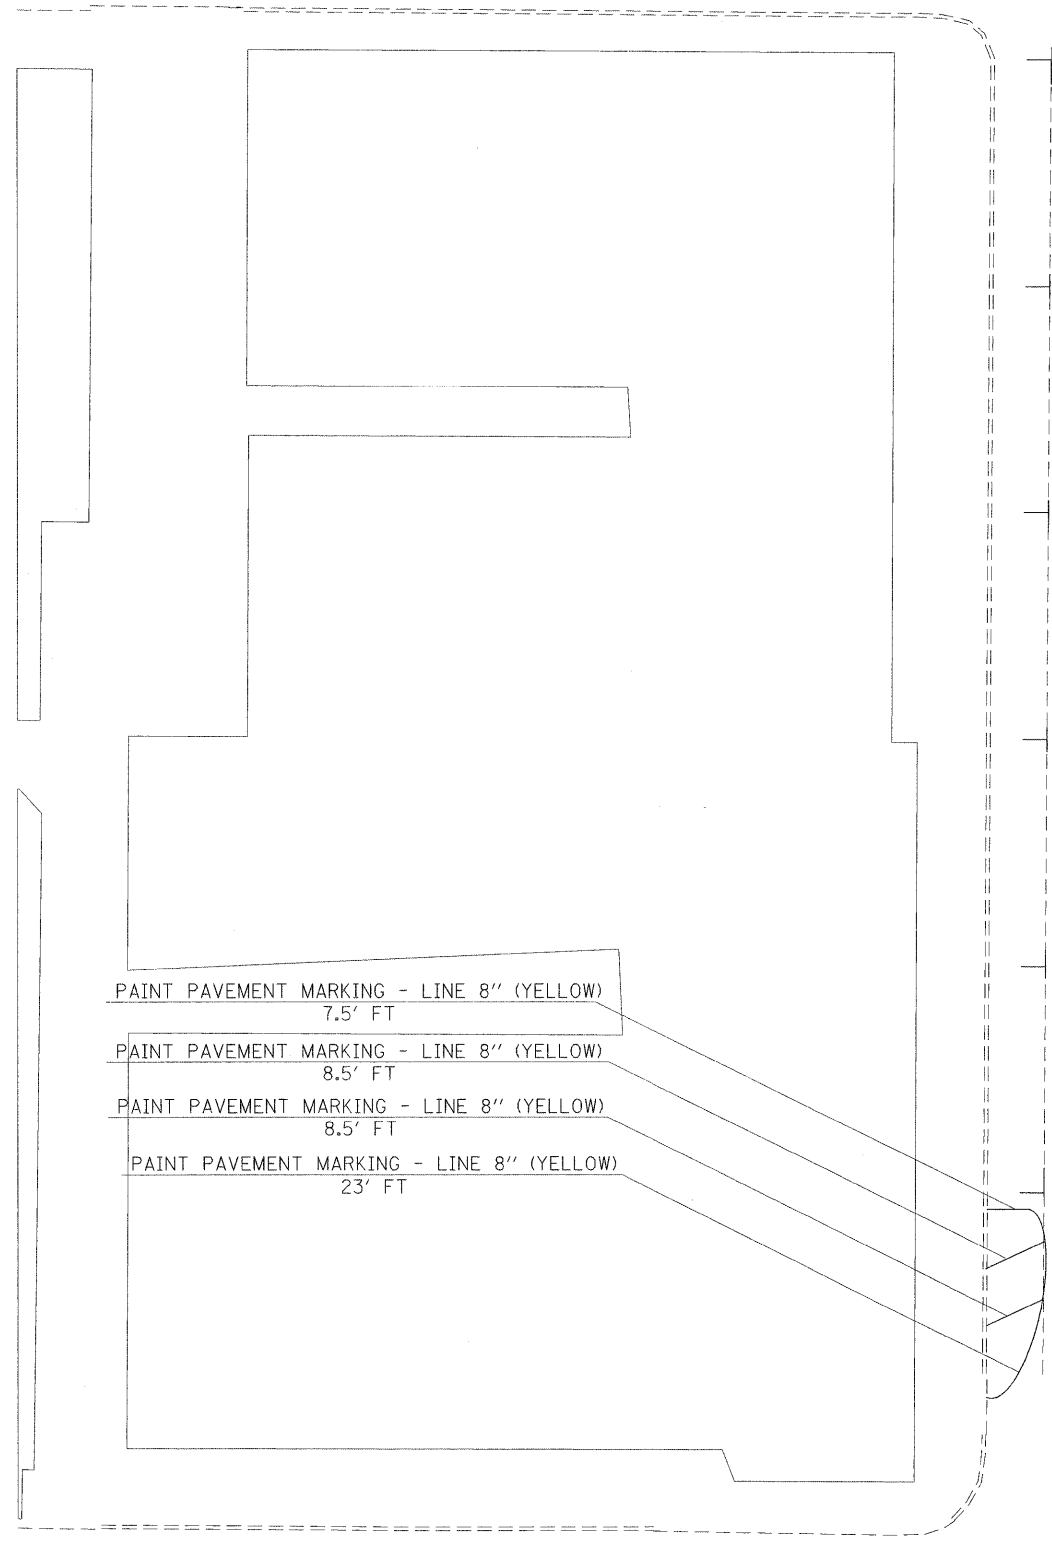 PAINT PAVEMENT MARKING - LINE 8" (YELLOW)
7.5' FT
PAINT PAVEMENT MARKING - LINE 8" (YELLOW)
8.5' FT
PAINT PAVEMENT MARKING - LINE 8" (YELLOW)
8.5' FT
PAINT PAVEMENT MARKING - LINE 8" (YELLOW)
23' FT